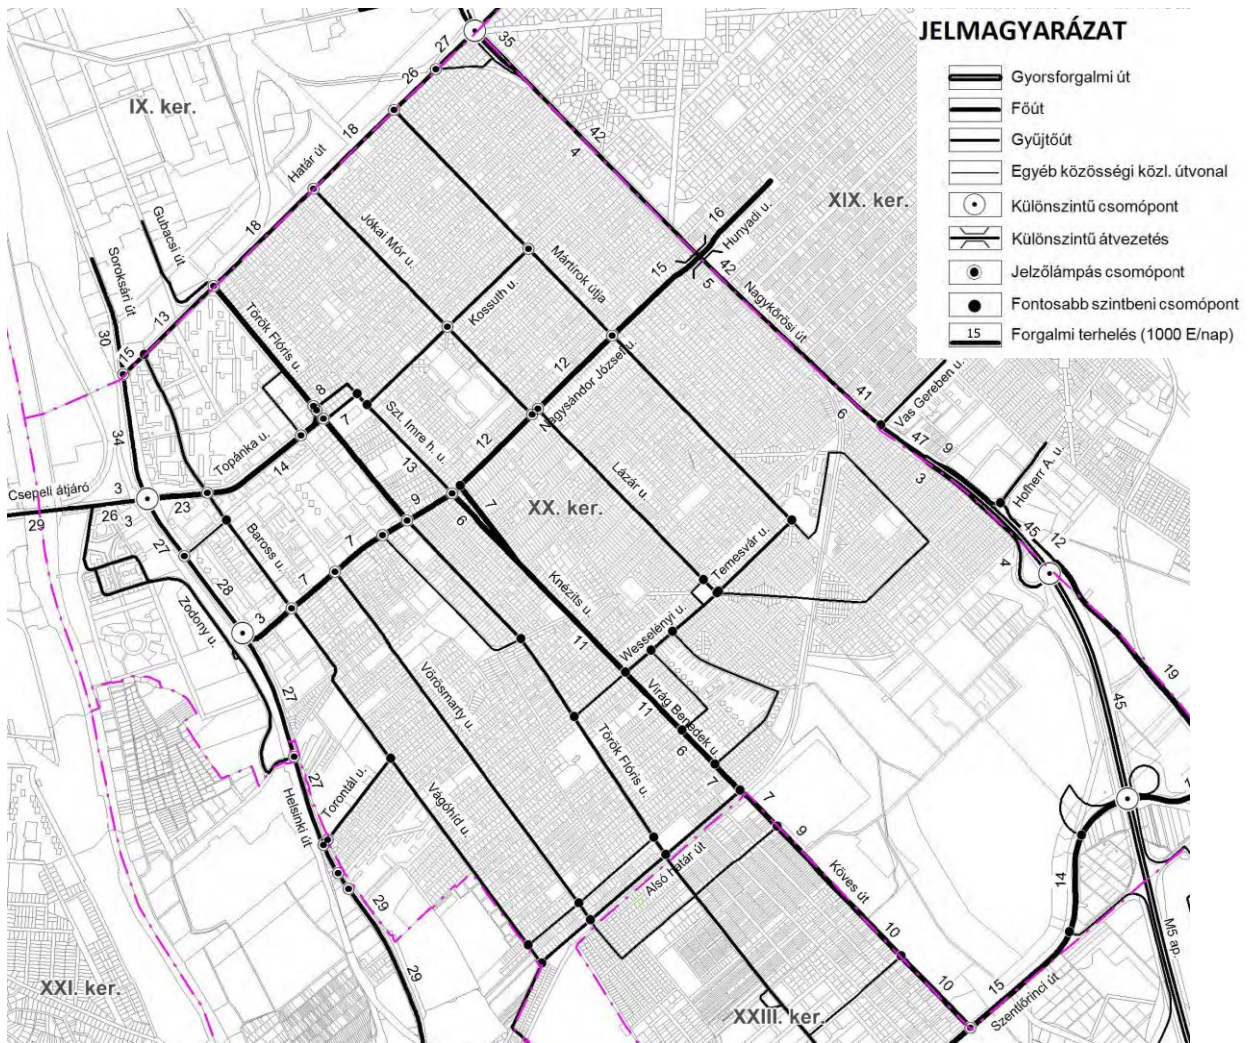 JELMAGYARÁZAT
Gyorsforgalmi út
Főút
Gyűjtőút
Egyéb közösségi közl. útvonal
Különszintű csomópont
Különszintű átvezetés
Jelzőlámpás csomópont
Fontosabb szintbeni csomópont
15 Forgalmi terhelés (1000 E/nap)
27
35
26
IX. ker.
18
42
4
Határ út
XIX. ker.
16
Hunyadi u.
Gubacsi út
18
Jókai Mór u.
Soroksári út
Mártírok útja
15
42
5
Nagykőrösi út
Kossuth u.
13
30
Török Flóris u.
15
12
Nagysándor József u.
8
7
Szt. Imre h. u.
41
6
Vas Gereben u.
34
Topánka u.
12
47
9
14
13
Lázár u.
3
Hofherr A. u.
Csepeli átjáró
3
23
7
XX. ker.
29
26
3
9
6
45
12
27
Baross u.
7
Temesvár u.
4
28
7
Knézits u.
3
Zodony u.
Wesselényi u.
11
27
Vörösmarty u.
Virág Benedek u.
19
45
11
6
27
Török Flóris u.
7
7
Torontál u.
Helsinki út
Vágóhíd u.
9
Alsó határ út
Köves út
14
29
10
M5 ap.
29
10
15
Szentlőrinci út
XXI. ker.
XXIII. ker.